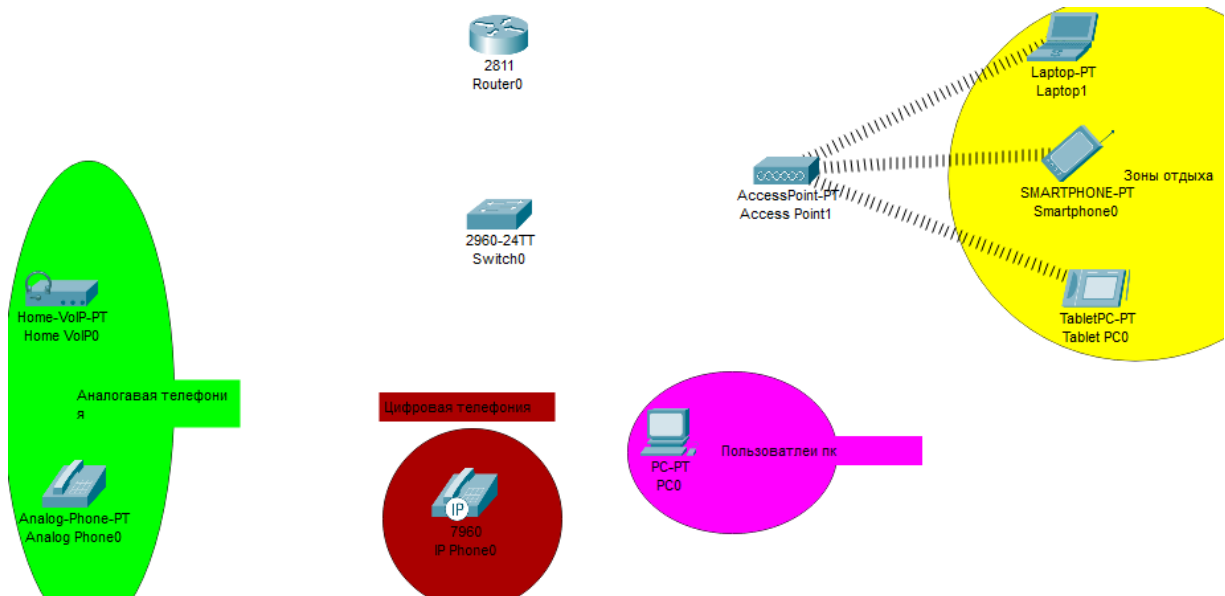 2811
Router0
Laptop-PT
Laptop1
SMARTPHONE-PT
Smartphone0
Зоны отдыха
AccessPoint-PT
Access Point1
2960-24TT
Switch0
Home-VoIP-PT
Home VoIP0
TabletPC-PT
Tablet PC0
Аналогавая телефони
я
Цифровая телефония
PC-PT
PC0
Пользоватлеи пк
Analog-Phone-PT
Analog Phone0
IP
7960
IP Phone0